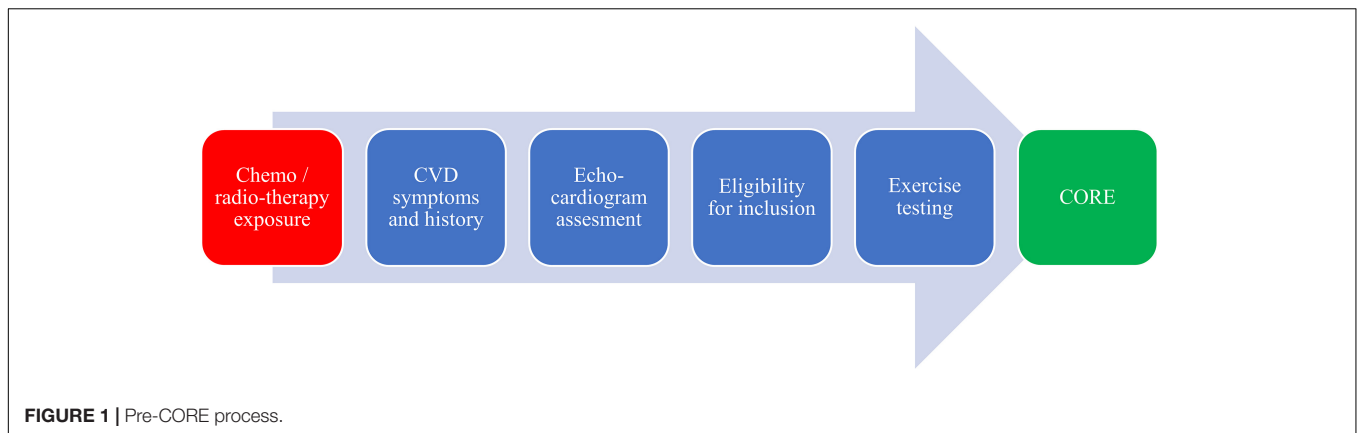 Chemo /
radio-therapy
exposure
CVD
symptoms
and history
Echo-
cardiogram
assesment
Eligibility
for inclusion
Exercise
testing
CORE
FIGURE 1 | Pre-CORE process.